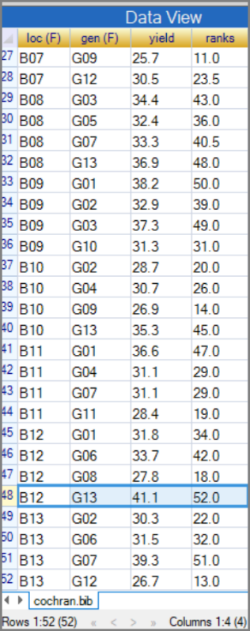 Data View
loc (F) gen (F) yield ranks
27 B07 G09 25.7 11.0
28 B07 G12 30.5 23.5
29 B08 G03 34.4 43.0
30 B08 G05 32.4 36.0
31 B08 G07 33.3 40.5
32 B08 G13 36.9 48.0
33 B09 G01 38.2 50.0
34 B09 G02 32.9 39.0
35 B09 G03 37.3 49.0
36 B09 G10 31.3 31.0
37 B10 G02 28.7 20.0
38 B10 G04 30.7 26.0
39 B10 G09 26.9 14.0
40 B10 G13 35.3 45.0
41 B11 G01 36.6 47.0
42 B11 G04 31.1 29.0
43 B11 G07 31.1 29.0
44 B11 G11 28.4 19.0
45 B12 G01 31.8 34.0
46 B12 G06 33.7 42.0
47 B12 G08 27.8 18.0
48 B12 G13 41.1 52.0
49 B13 G02 30.3 22.0
50 B13 G06 31.5 32.0
51 B13 G07 39.3 51.0
52 B13 G12 26.7 13.0
cochran.bib
Rows 1:52 (52) « < > » Columns 1:4 (4)